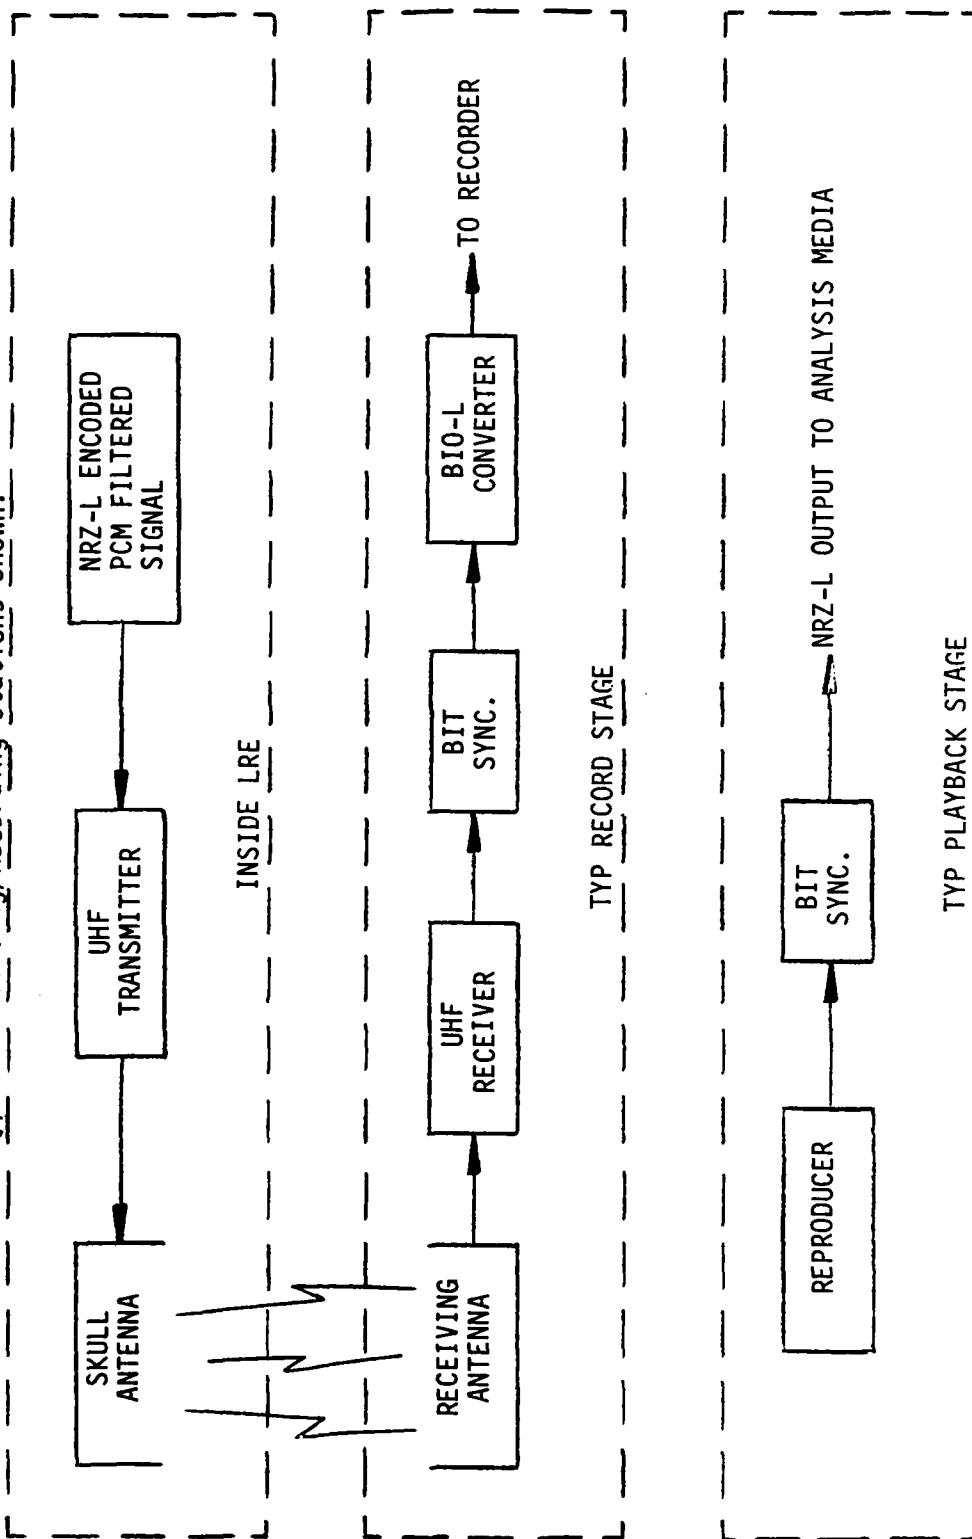 NRZ-L ENCODED
PCM FILTERED
SIGNAL
UHF
TRANSMITTER
SKULL
ANTENNA
INSIDE LRE
RECEIVING
ANTENNA
UHF
RECEIVER
BIT
SYNC.
BIO-L
CONVERTER
TO RECORDER
TYP RECORD STAGE
REPRODUCER
BIT
SYNC.
NRZ-L OUTPUT TO ANALYSIS MEDIA
TYP PLAYBACK STAGE